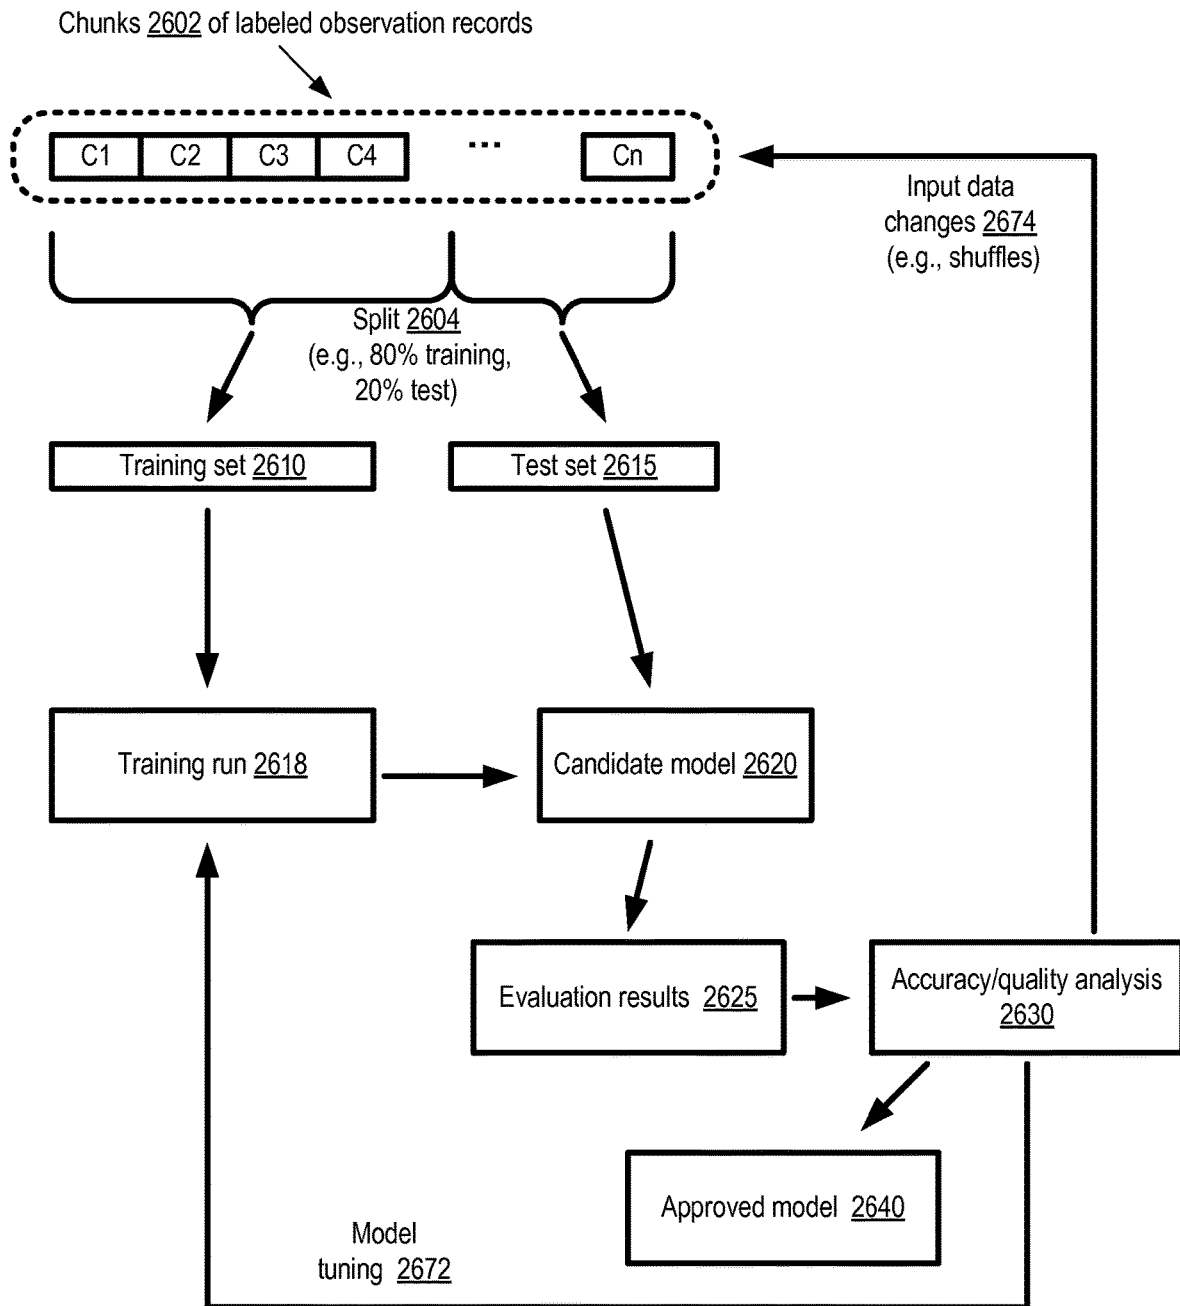 Chunks 2602 of labeled observation records
C1 C2 C3 C4 ... Cn
Input data
changes 2674
(e.g., shuffles)
Split 2604
(e.g., 80% training,
20% test)
Training set 2610
Test set 2615
Training run 2618
Candidate model 2620
Evaluation results 2625
Accuracy/quality analysis
2630
Approved model 2640
Model
tuning 2672